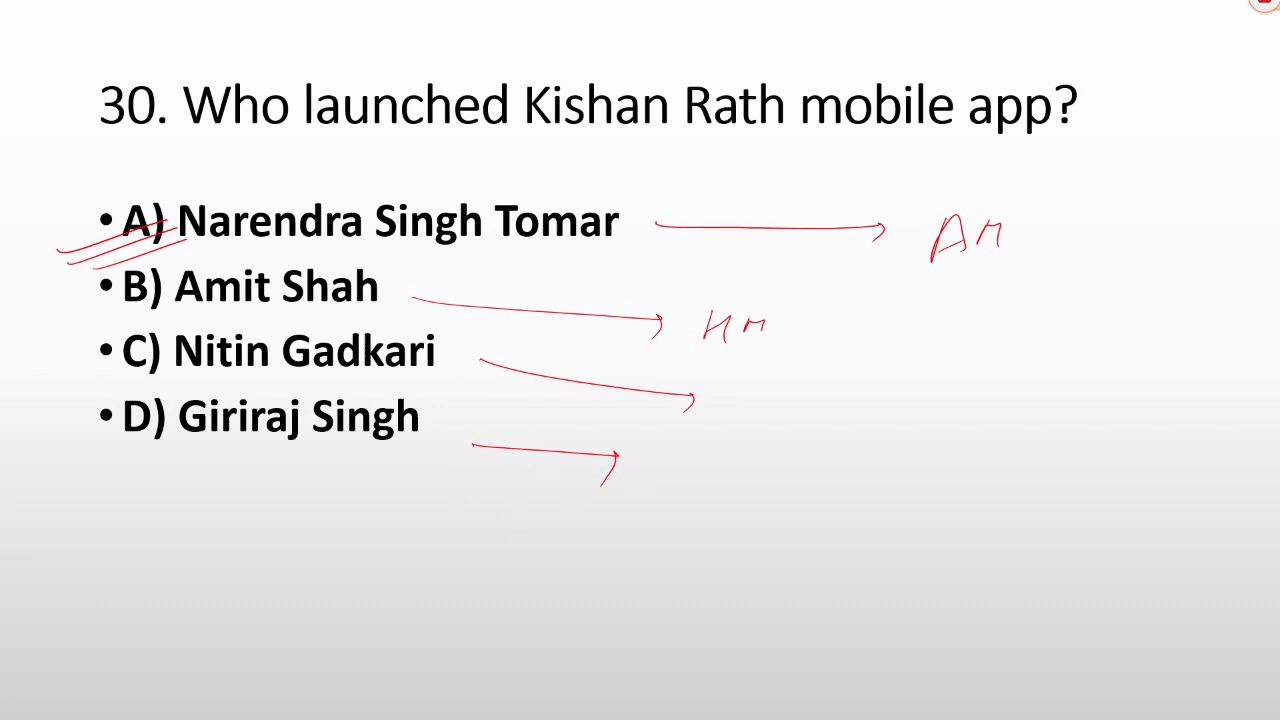 30. Who launched Kishan Rath mobile app?
• A) Narendra Singh Tomar AM
• B) Amit Shah HM
• C) Nitin Gadkari
• D) Giriraj Singh